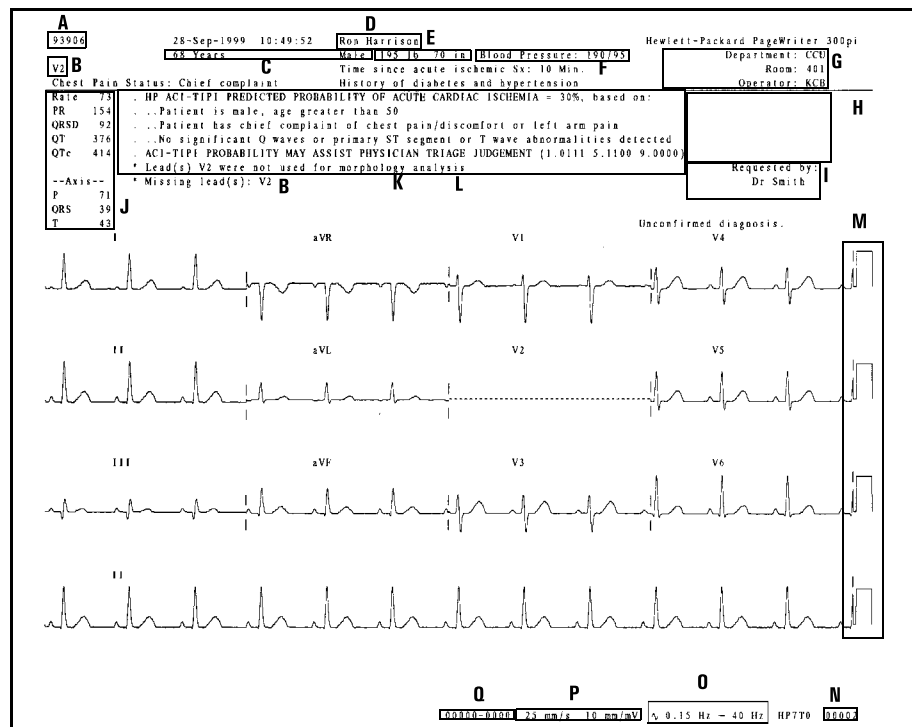 A D
93906 28-Sep-1999 10:49:52 Ron Harrison E Hewlett-Packard PageWriter 300pi
68 Years Male 195 lb 70 in Blood Pressure: 190/95 Department: CCU
V2 B C Time since acute ischemic Sx: 10 Min. F Room: 401 G
Chest Pain Status: Chief complaint History of diabetes and hypertension Operator: KCB
Rate 73 . HP ACI-TIPI PREDICTED PROBABILITY OF ACUTE CARDIAC ISCHEMIA = 30%, based on: H
PR 154 . ...Patient is male, age greater than 50
QRSD 92 . ...Patient has chief complaint of chest pain/discomfort or left arm pain
QT 376 . ...No significant Q waves or primary ST segment or T wave abnormalities detected
QTc 414 . ACI-TIPI PROBABILITY MAY ASSIST PHYSICIAN TRIAGE JUDGEMENT (1.0111 5.1100 9.0000)
* Lead(s) V2 were not used for morphology analysis Requested by: I
--Axis-- * Missing lead(s): V2 B K L Dr Smith
P 71
QRS 39 J
T 43 Unconfirmed diagnosis. M
I aVR V1 V4
II aVL V2 V5
III aVF V3 V6
II
Q P O N
00000-0000 25 mm/s 10 mm/mV ∿ 0.15 Hz - 40 Hz HP7T0 00002